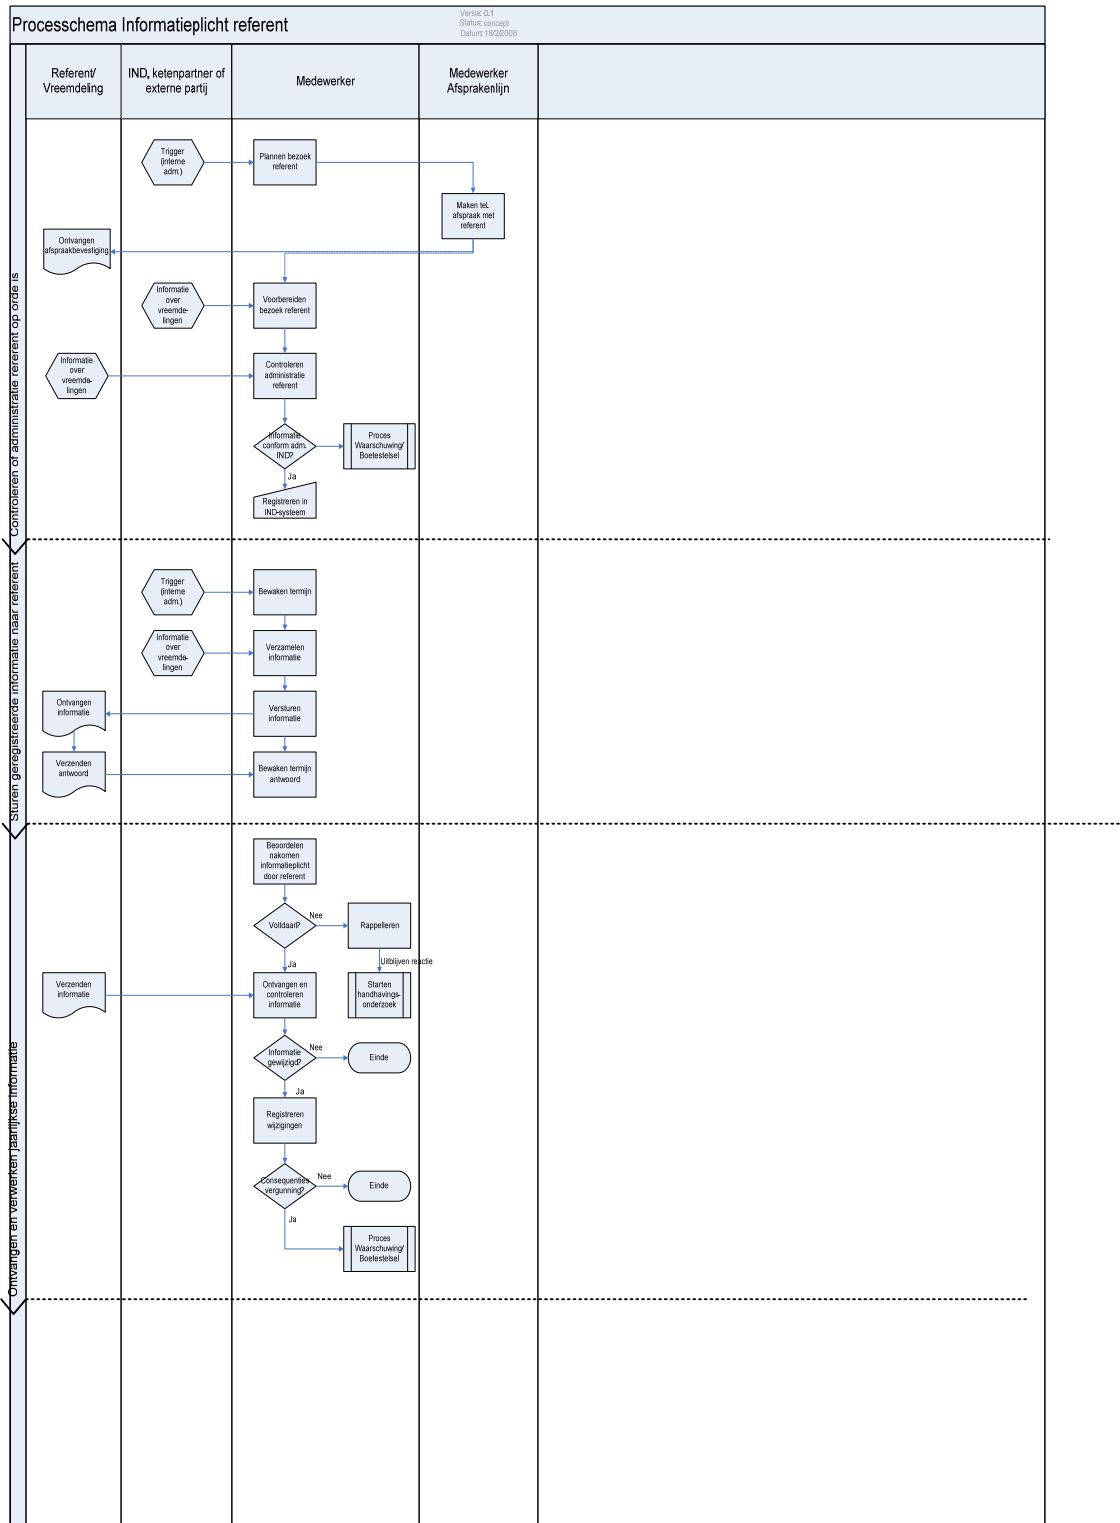 Processchema Informatieplicht referent
Versie: 0.1
Status: concept
Datum: 18/2/2008
Referent/
Vreemdeling
IND, ketenpartner of
externe partij
Medewerker
Medewerker
Afsprakenlijn
Controleren of administratie referent op orde is
Trigger
(interne
adm.)
Plannen bezoek
referent
Maken tel.
afspraak met
referent
Ontvangen
afspraakbevestiging
Informatie
over
vreemde-
lingen
Voorbereiden
bezoek referent
Informatie
over
vreemde-
lingen
Controleren
administratie
referent
Informatie
conform adm.
IND?
Proces
Waarschuwing/
Boetestelsel
Ja
Registreren in
IND-systeem
Sturen geregistreerde informatie naar referent
Trigger
(interne
adm.)
Bewaken termijn
Informatie
over
vreemde-
lingen
Verzamelen
informatie
Ontvangen
informatie
Versturen
informatie
Verzenden
antwoord
Bewaken termijn
antwoord
Ontvangen en verwerken jaarlijkse informatie
Beoordelen
nakomen
informatieplicht
door referent
Volldaan?
Nee
Rappelleren
Ja
Uitblijven reactie
Verzenden
informatie
Ontvangen en
controleren
informatie
Starten
handhavings-
onderzoek
Informatie
gewijzigd?
Nee
Einde
Ja
Registreren
wijzigingen
Consequenties
vergunning?
Nee
Einde
Ja
Proces
Waarschuwing/
Boetestelsel